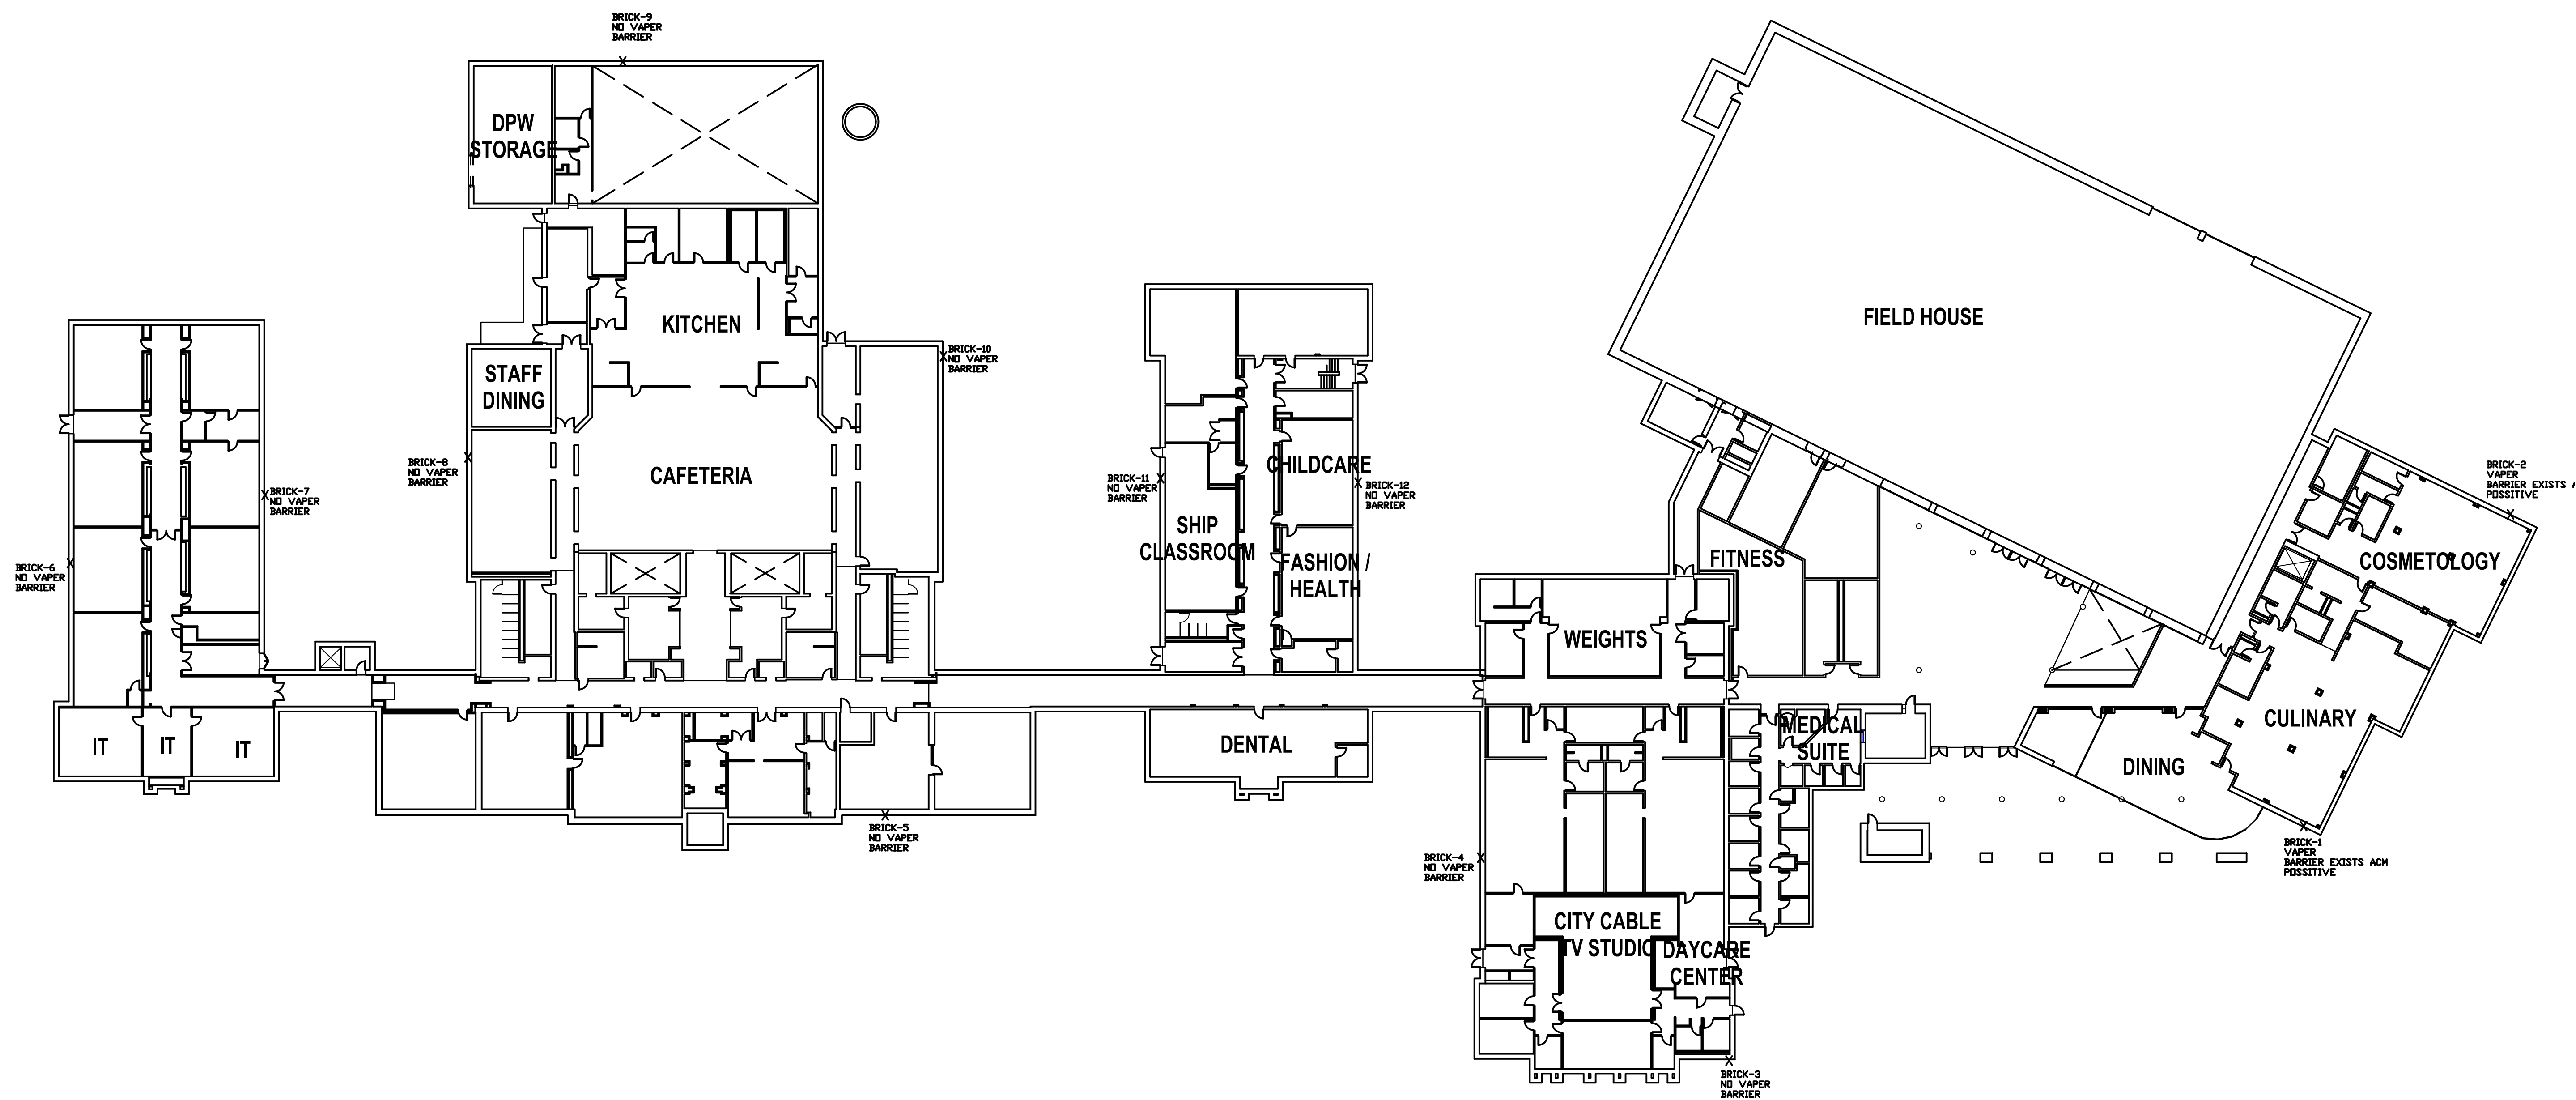 BRICK-9
NO VAPER
BARRIER
DPW
STORAGE
KITCHEN
STAFF
DINING
BRICK-10
NO VAPER
BARRIER
CAFETERIA
BRICK-8
NO VAPER
BARRIER
BRICK-7
NO VAPER
BARRIER
BRICK-6
NO VAPER
BARRIER
IT
IT
IT
BRICK-5
NO VAPER
BARRIER
BRICK-11
NO VAPER
BARRIER
CHILDCARE
BRICK-12
NO VAPER
BARRIER
SHIP
CLASSROOM
FASHION /
HEALTH
DENTAL
FIELD HOUSE
FITNESS
WEIGHTS
BRICK-2
VAPER
BARRIER EXISTS
POSSITIVE
COSMETOLOGY
CULINARY
MEDICAL
SUITE
DINING
BRICK-1
VAPER
BARRIER EXISTS ACM
POSSITIVE
BRICK-4
NO VAPER
BARRIER
CITY CABLE
TV STUDIO
DAYCARE
CENTER
BRICK-3
NO VAPER
BARRIER